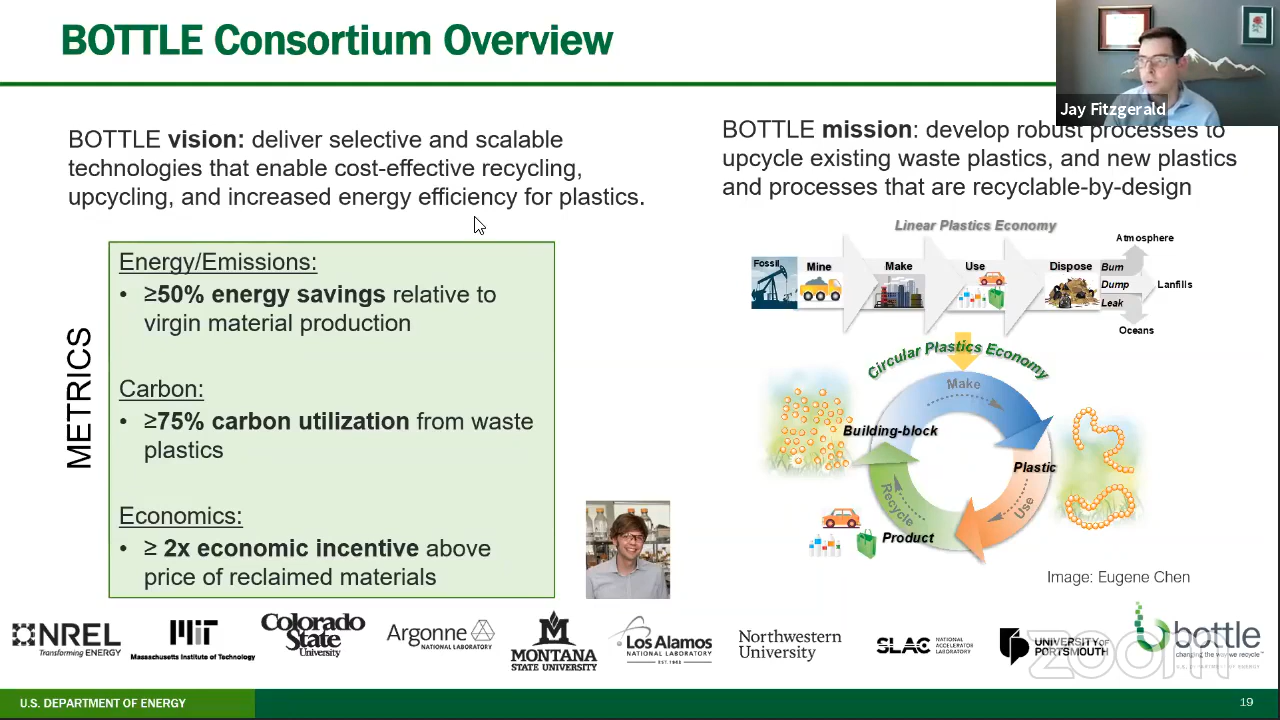 BOTTLE Consortium Overview
Jay Fitzgerald
BOTTLE vision: deliver selective and scalable
technologies that enable cost-effective recycling,
upcycling, and increased energy efficiency for plastics.
BOTTLE mission: develop robust processes to
upcycle existing waste plastics, and new plastics
and processes that are recyclable-by-design
METRICS
Energy/Emissions:
• ≥50% energy savings relative to
virgin material production
Carbon:
• ≥75% carbon utilization from waste
plastics
Economics:
• ≥ 2x economic incentive above
price of reclaimed materials
Linear Plastics Economy
Fossil
Mine
Make
Use
Dispose
Atmosphere
Burn
Dump
Leak
Lanfills
Oceans
Circular Plastics Economy
Make
Building-block
Plastic
Use
Recycle
Product
Image: Eugene Chen
NREL
Transforming ENERGY
MIT
Massachusetts Institute of Technology
Colorado
State
University
Argonne
NATIONAL LABORATORY
M
MONTANA
STATE UNIVERSITY
Los Alamos
NATIONAL LABORATORY
EST. 1943
Northwestern
University
SLAC
NATIONAL
ACCELERATOR
LABORATORY
UNIVERSITY OF
PORTSMOUTH
bottle
changing the way we recycle™
U.S. DEPARTMENT OF ENERGY
zoom
U.S. DEPARTMENT OF ENERGY
19